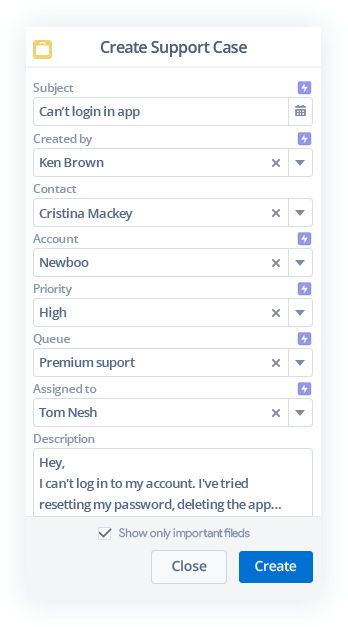 Create Support Case
Subject
Can't login in app
Created by
Ken Brown
Contact
Cristina Mackey
Account
Newboo
Priority
High
Queue
Premium suport
Assigned to
Tom Nesh
Description
Hey,
I can't log in to my account. I've tried
resetting my password, deleting the app...
Show only important fileds
Close
Create